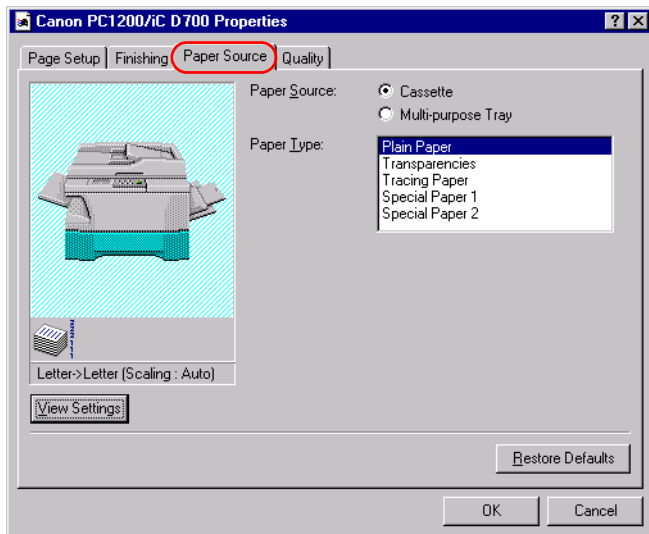 Canon PC1200/iC D700 Properties
Page Setup Finishing Paper Source Quality
Paper Source: Cassette
Multi-purpose Tray
Paper Type: Plain Paper
Transparencies
Tracing Paper
Special Paper 1
Special Paper 2
Letter->Letter (Scaling : Auto)
View Settings
Restore Defaults
OK Cancel